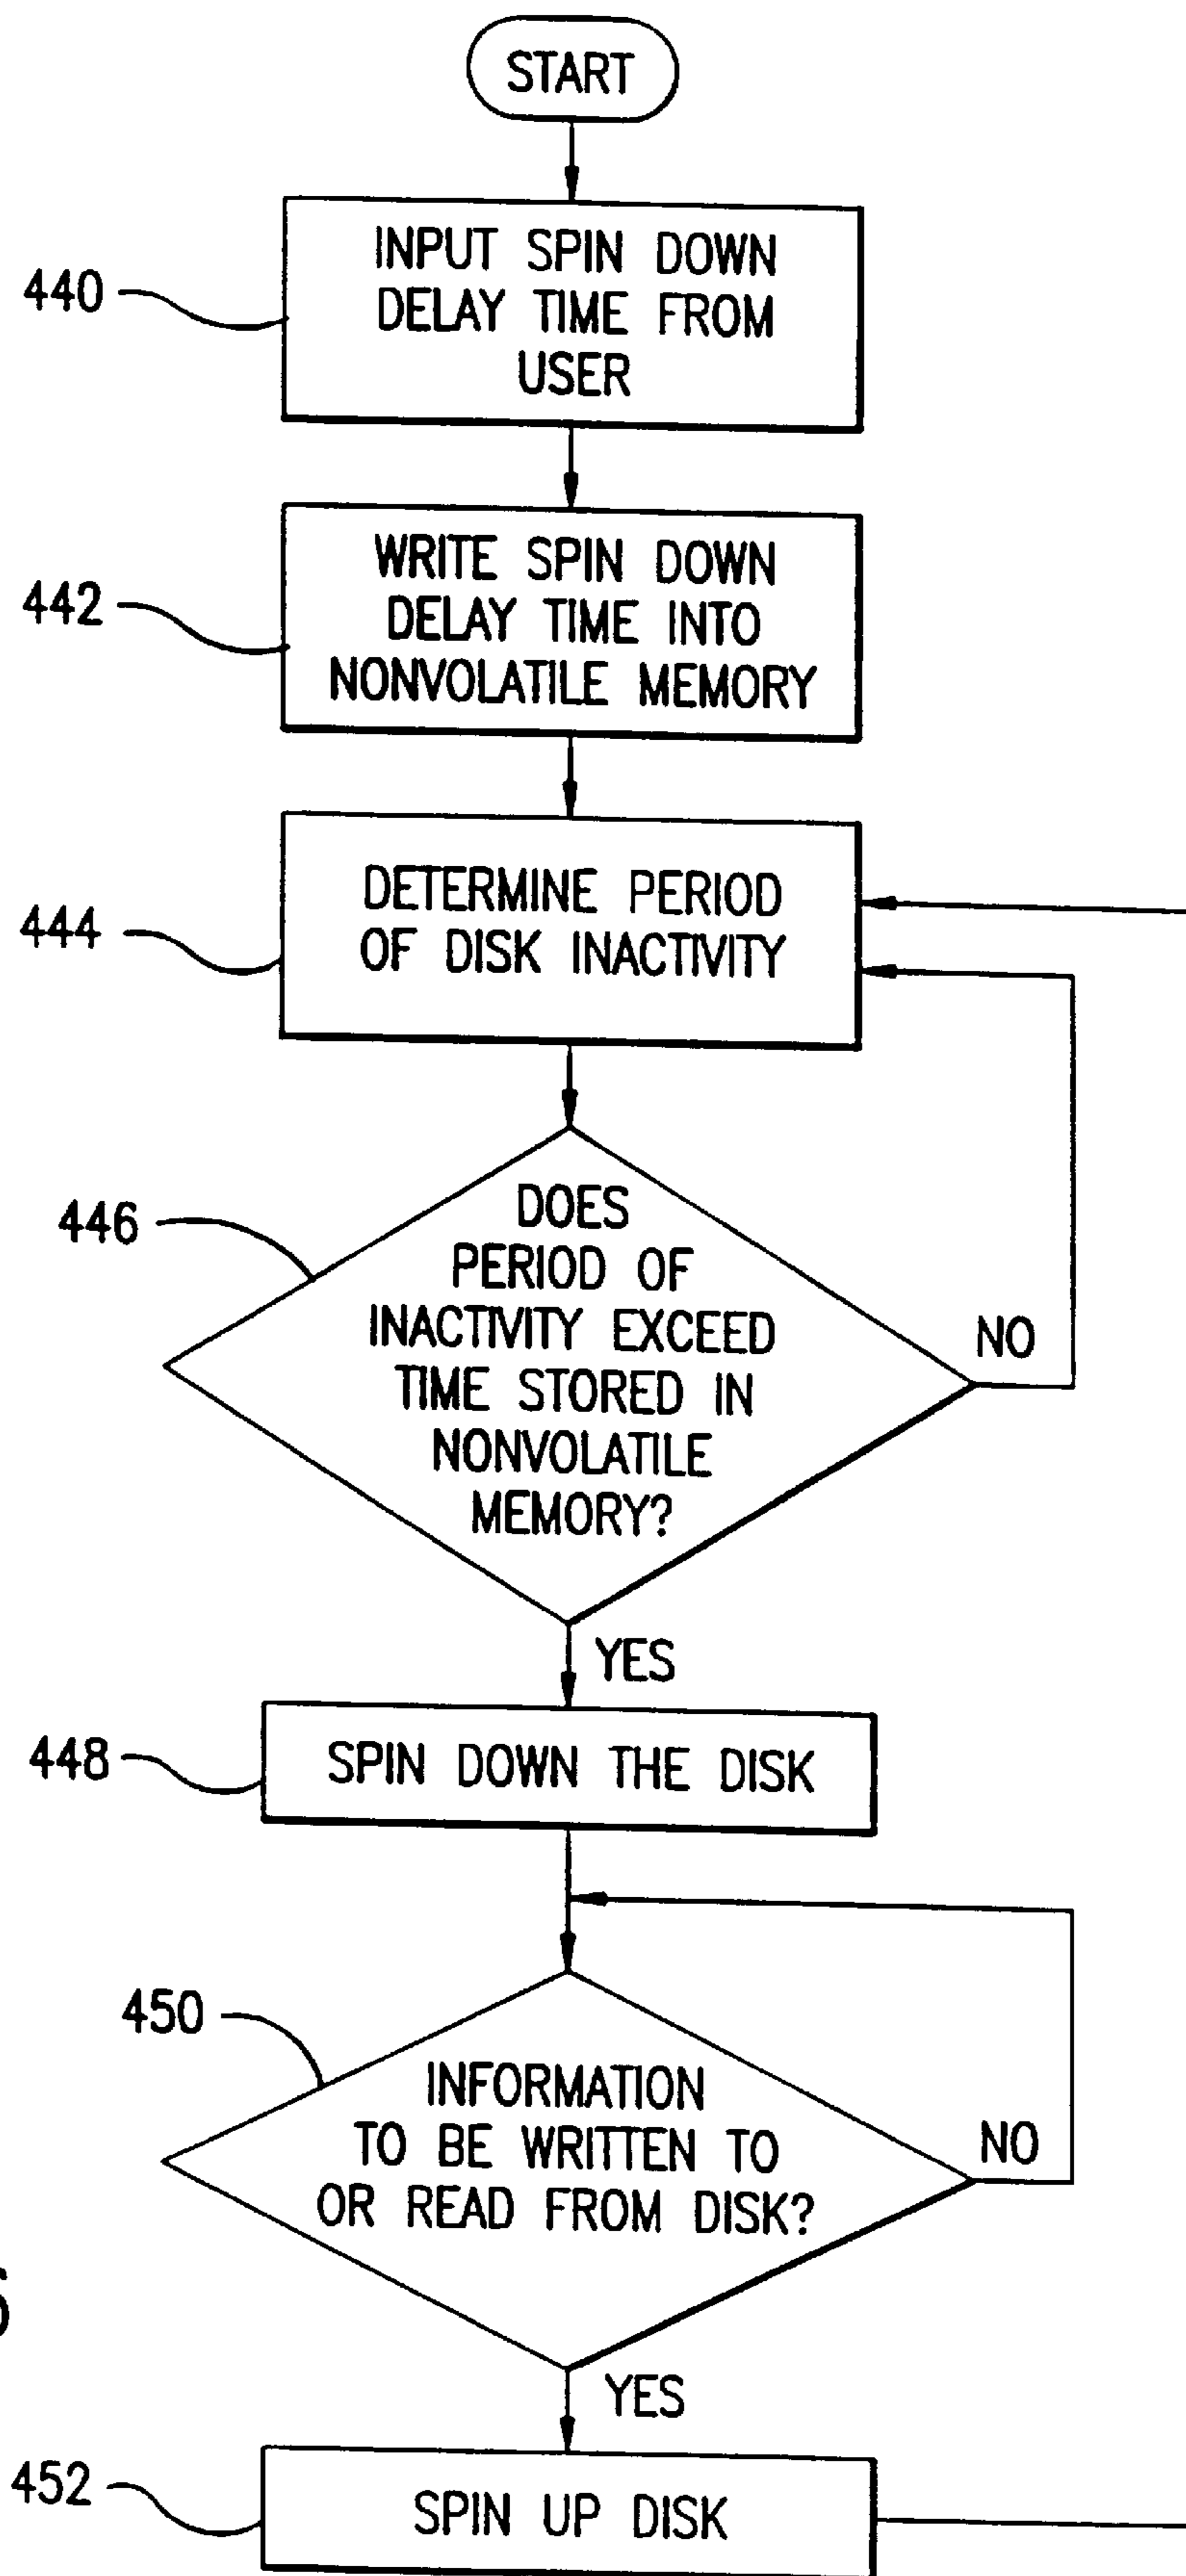 START
440
INPUT SPIN DOWN
DELAY TIME FROM
USER
442
WRITE SPIN DOWN
DELAY TIME INTO
NONVOLATILE MEMORY
444
DETERMINE PERIOD
OF DISK INACTIVITY
446
DOES
PERIOD OF
INACTIVITY EXCEED
TIME STORED IN
NONVOLATILE
MEMORY?
NO
YES
448
SPIN DOWN THE DISK
450
INFORMATION
TO BE WRITTEN TO
OR READ FROM DISK?
NO
YES
452
SPIN UP DISK